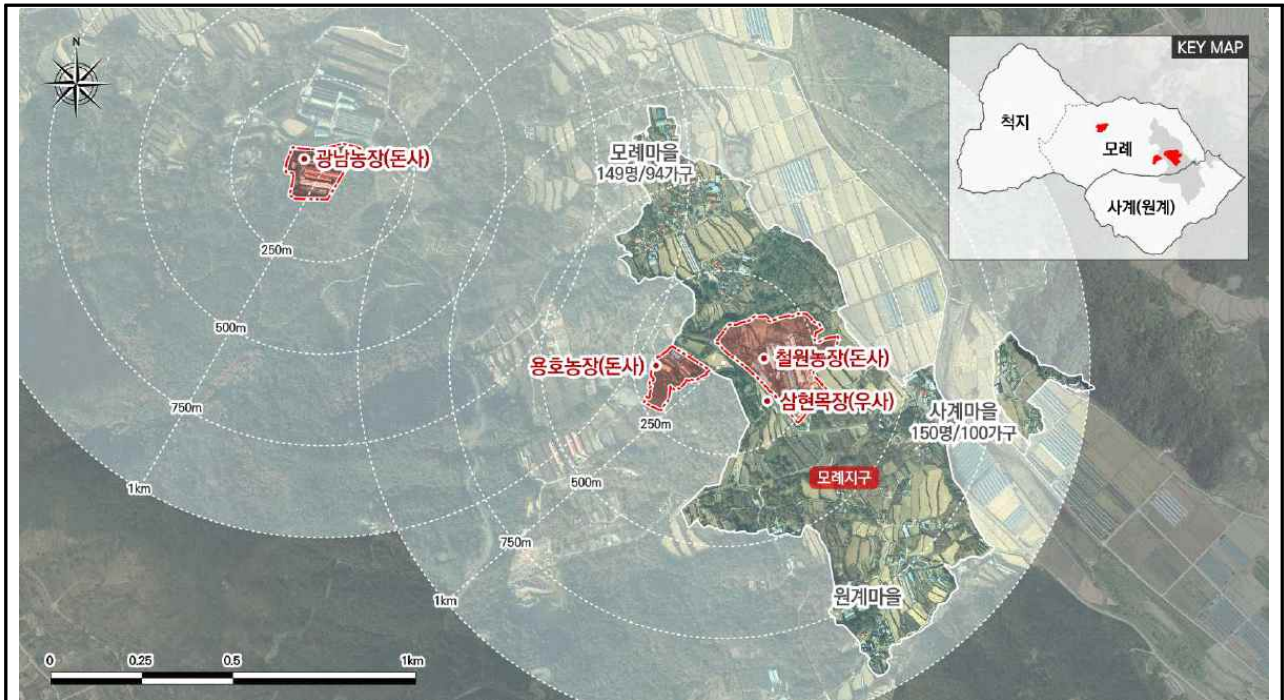 N
KEY MAP
척지
모례
사계(원계)
모례마을
149명/94가구
광남농장(돈사)
250m
500m
750m
1km
용호농장(돈사)
철원농장(돈사)
삼현목장(우사)
250m
500m
750m
1km
사계마을
150명/100가구
모례지구
원계마을
0 0.25 0.5 1km